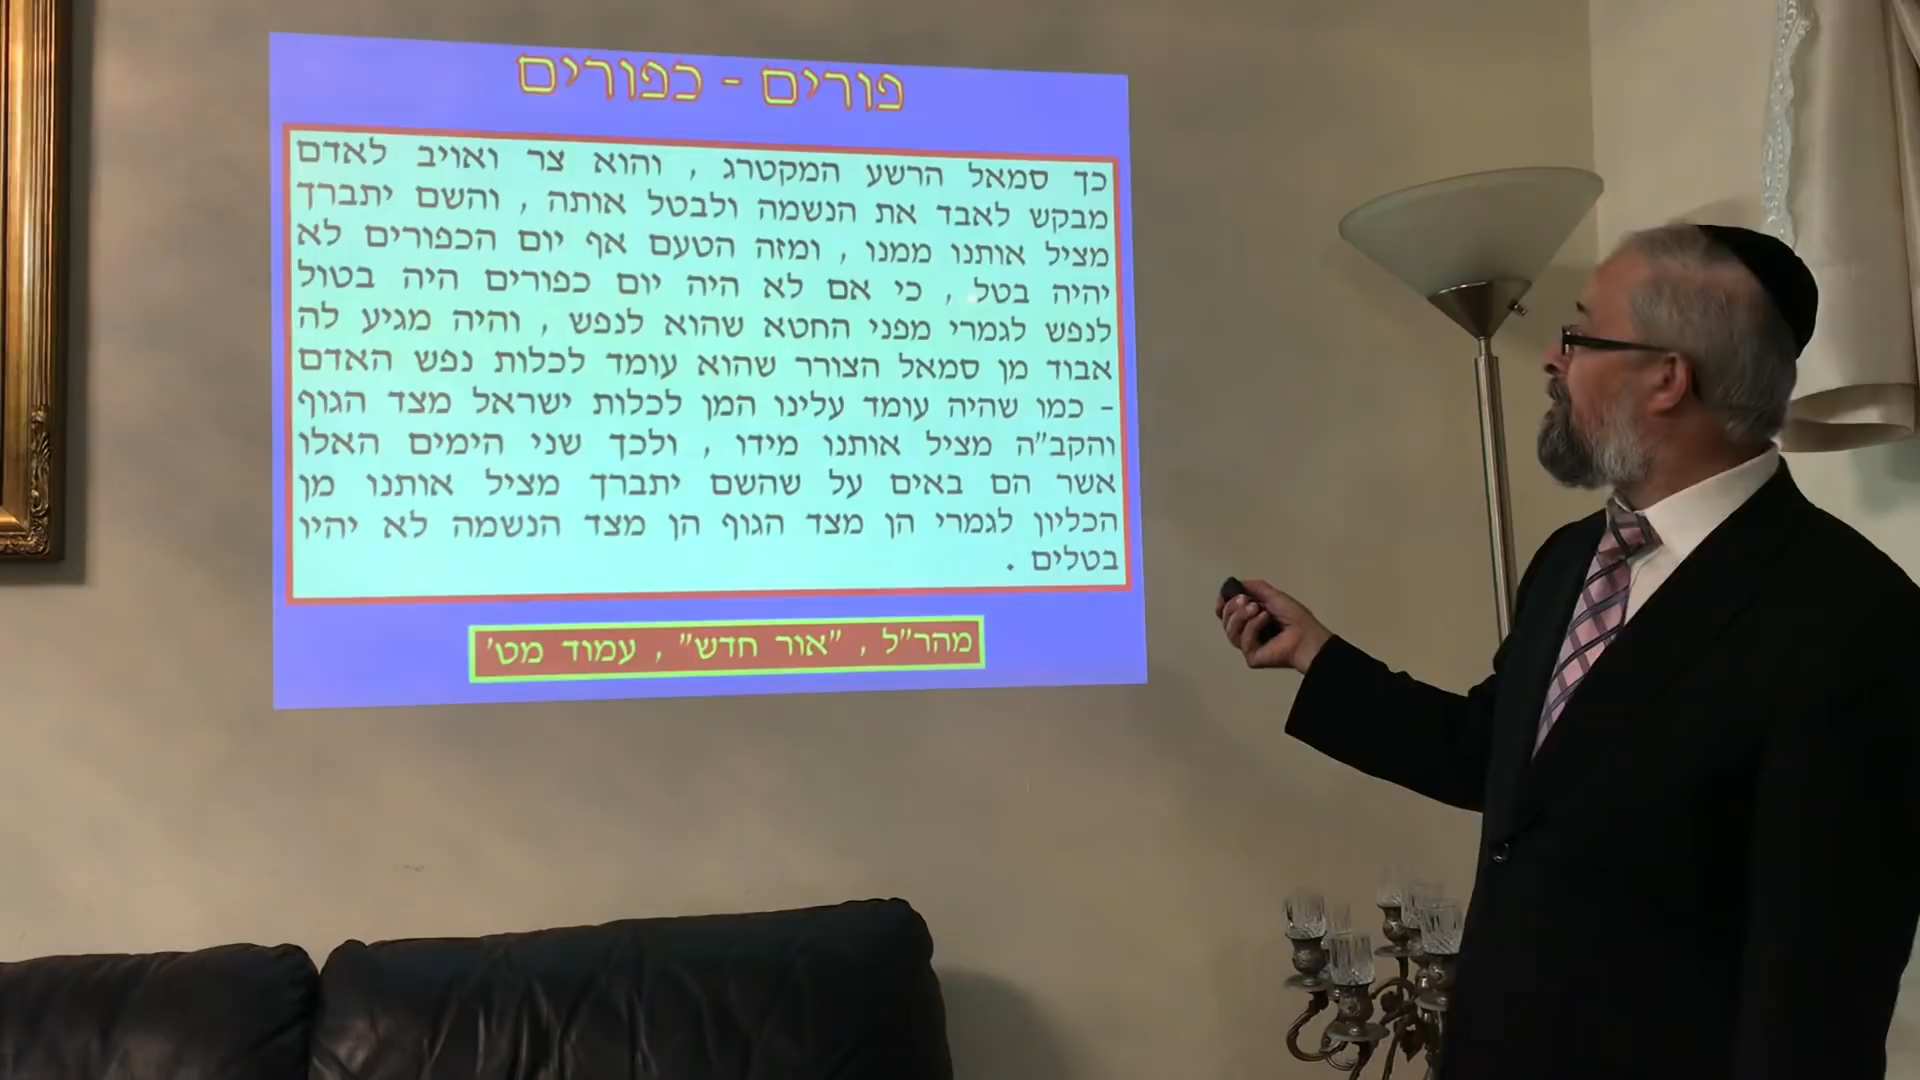 פורים - כפורים
כך סמאל הרשע המקטרג , והוא צר ואויב לאדם
מבקש לאבד את הנשמה ולבטל אותה , והשם יתברך
מציל אותנו ממנו , ומזה הטעם אף יום הכפורים לא
יהיה בטל , כי אם לא היה יום כפורים היה בטול
לנפש לגמרי מפני החטא שהוא לנפש , והיה מגיע לה
אבוד מן סמאל הצורר שהוא עומד לכלות נפש האדם
- כמו שהיה עומד עלינו המן לכלות ישראל מצד הגוף
והקב"ה מציל אותנו מידו , ולכך שני הימים האלו
אשר הם באים על שהשם יתברך מציל אותנו מן
הכליון לגמרי הן מצד הגוף הן מצד הנשמה לא יהיו
בטלים .
מהר"ל , "אור חדש" , עמוד מט'